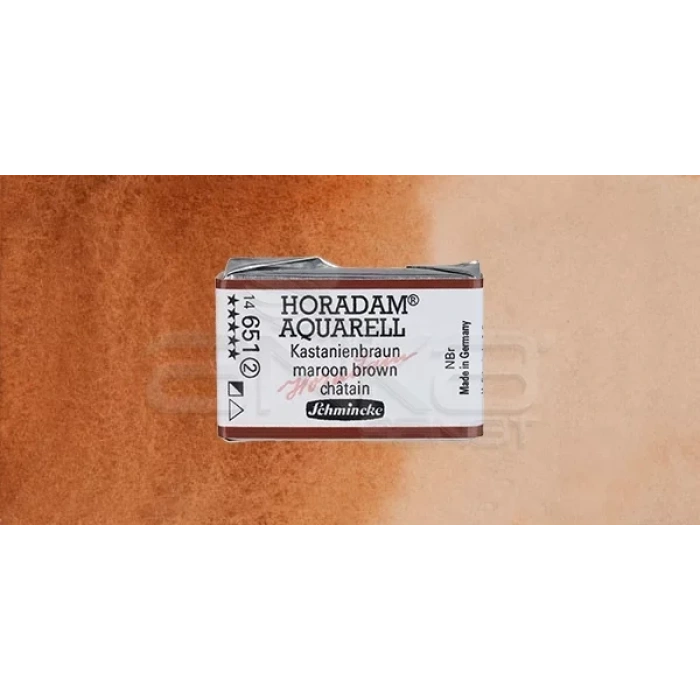 HORADAM®
AQUARELL
Kastanienbraun
maroon brown
châtain
Schmincke
14 651 ②
★★★★★
NBr
Made in Germany